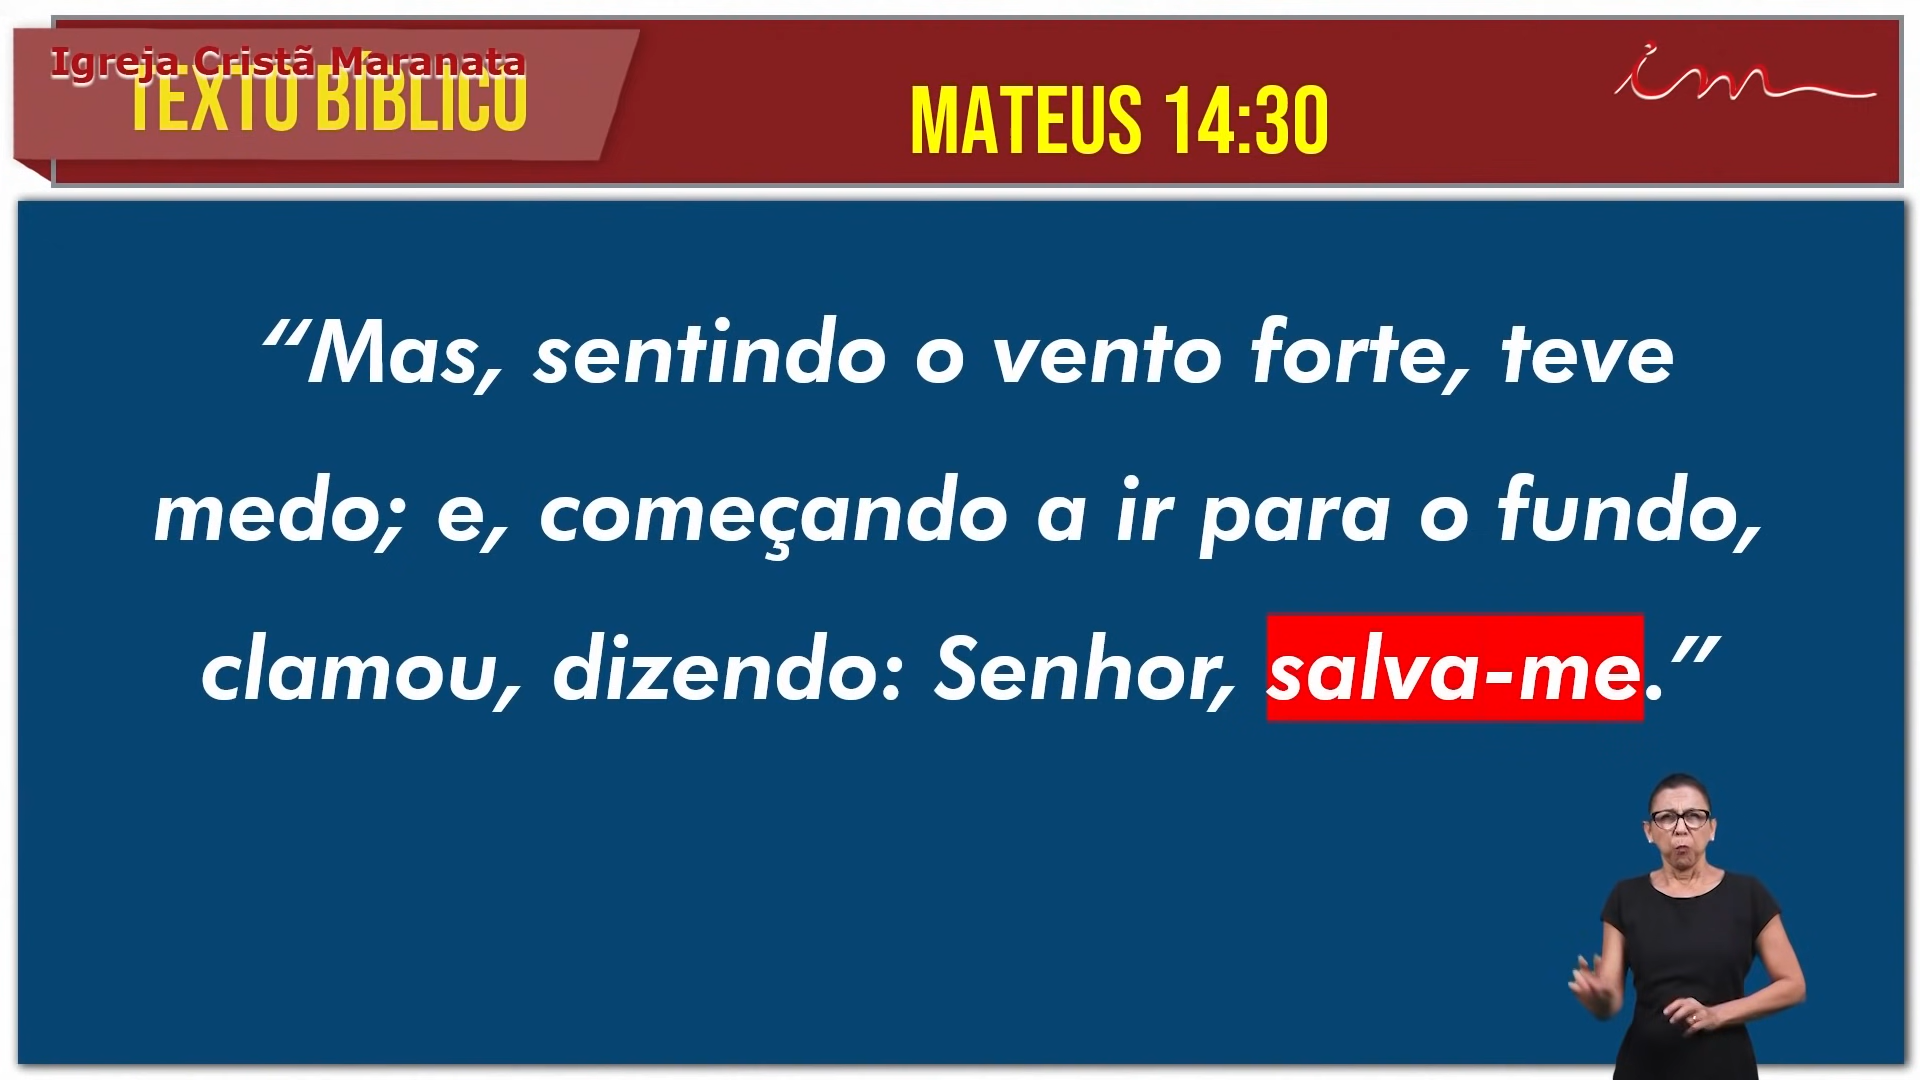 Igreja Cristã Maranata
TEXTO BÍBLICO
MATEUS 14:30
im
“Mas, sentindo o vento forte, teve
medo; e, começando a ir para o fundo,
clamou, dizendo: Senhor, salva-me.”